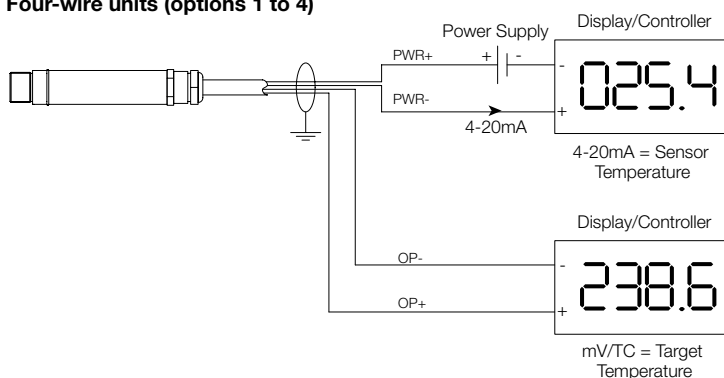 Four-wire units (options 1 to 4)
Power Supply
Display/Controller
PWR+
+
-
-
025.4
PWR-
+
4-20mA
4-20mA = Sensor
Temperature
Display/Controller
OP-
-
238.6
OP+
+
mV/TC = Target
Temperature